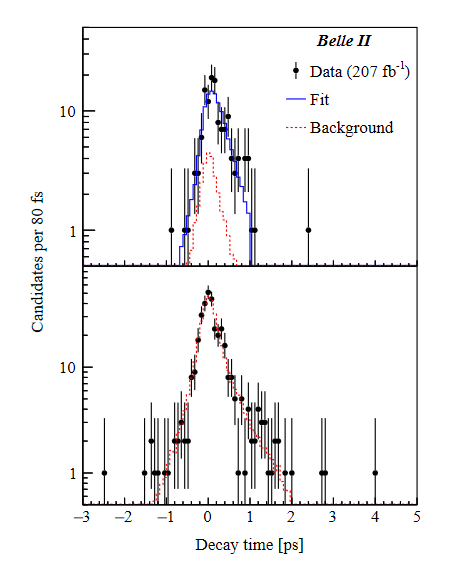 Belle II
Data (207 fb⁻¹)
Fit
Background
10
1
10
1
Candidates per 80 fs
−3 −2 −1 0 1 2 3 4 5
Decay time [ps]